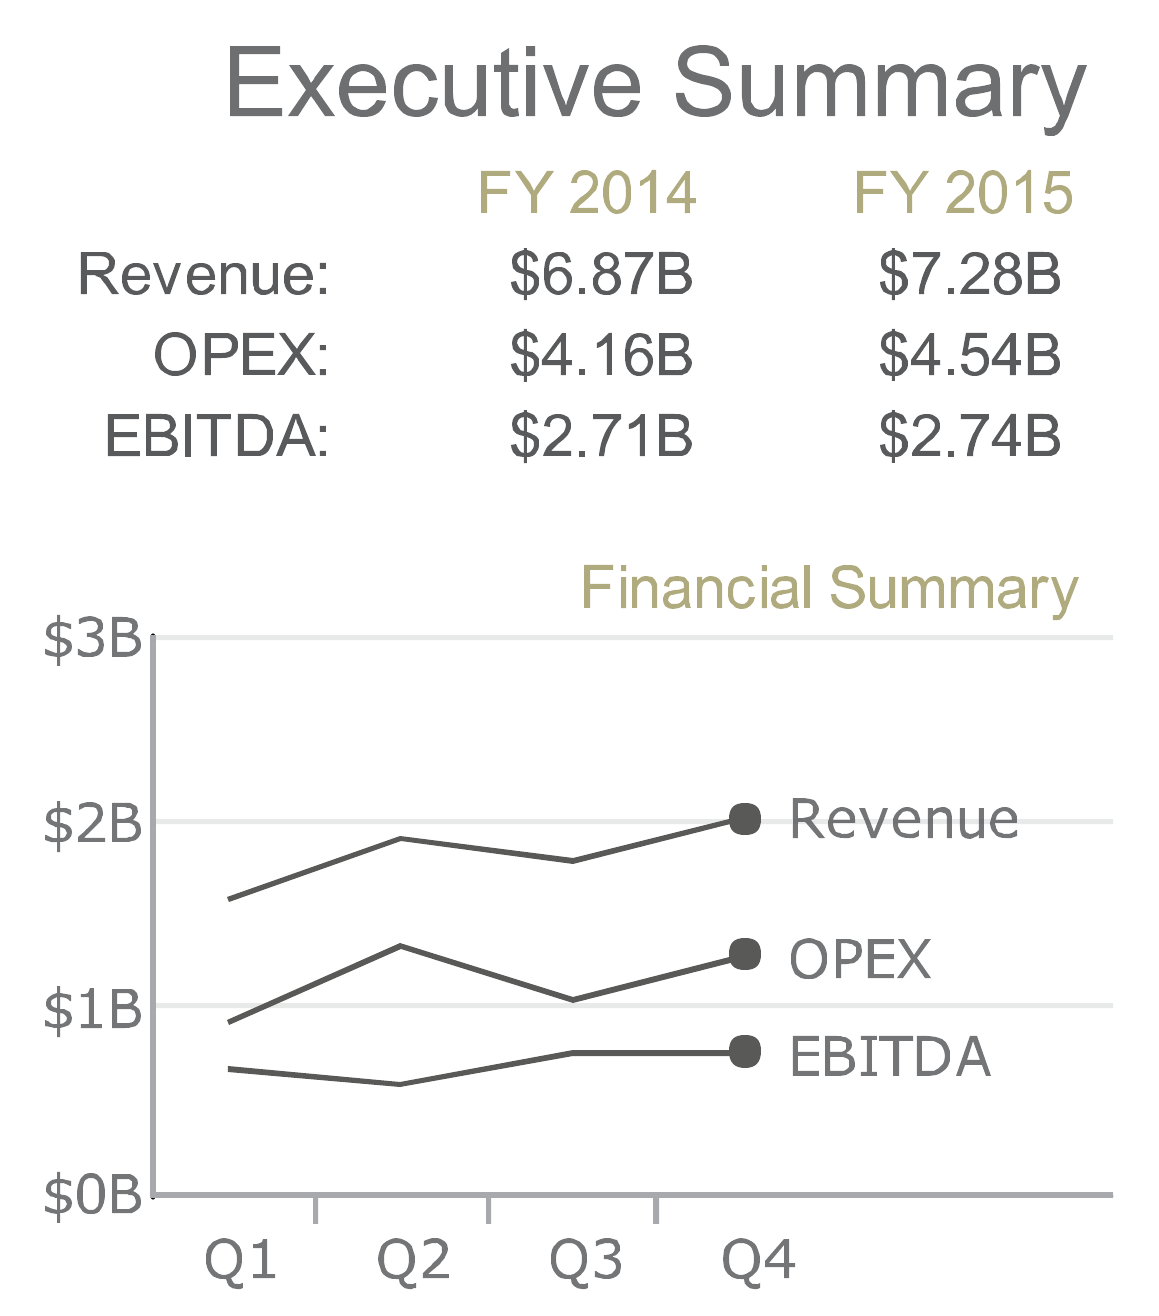 Executive Summary
FY 2014 FY 2015
Revenue: $6.87B $7.28B
OPEX: $4.16B $4.54B
EBITDA: $2.71B $2.74B
Financial Summary
$3B
$2B Revenue
OPEX
$1B
EBITDA
$0B
Q1 Q2 Q3 Q4